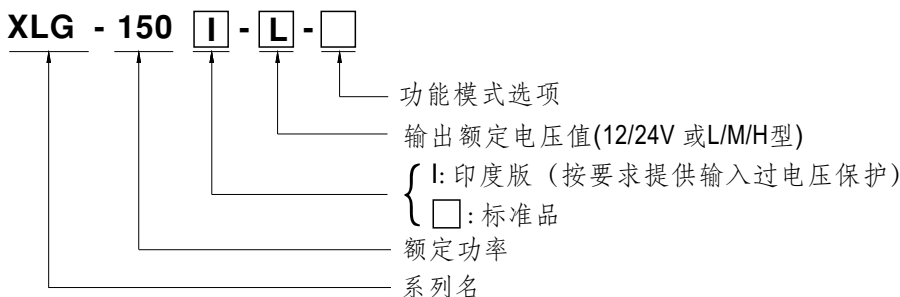 XLG - 150 I - L - □
功能模式选项
输出额定电压值(12/24V 或L/M/H型)
I: 印度版（按要求提供输入过电压保护）
□: 标准品
额定功率
系列名